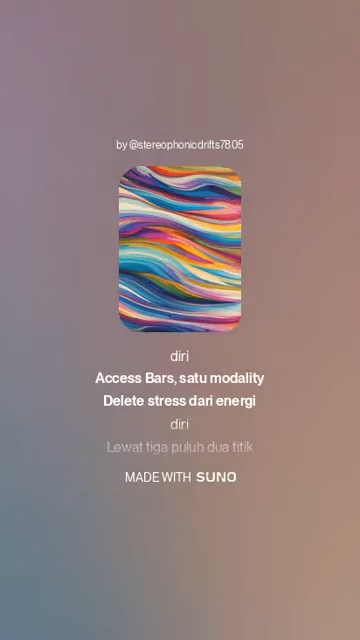 by @stereophonicdrifts7805
diri
Access Bars, satu modality
Delete stress dari energi
diri
Lewat tiga puluh dua titik
MADE WITH SUNO